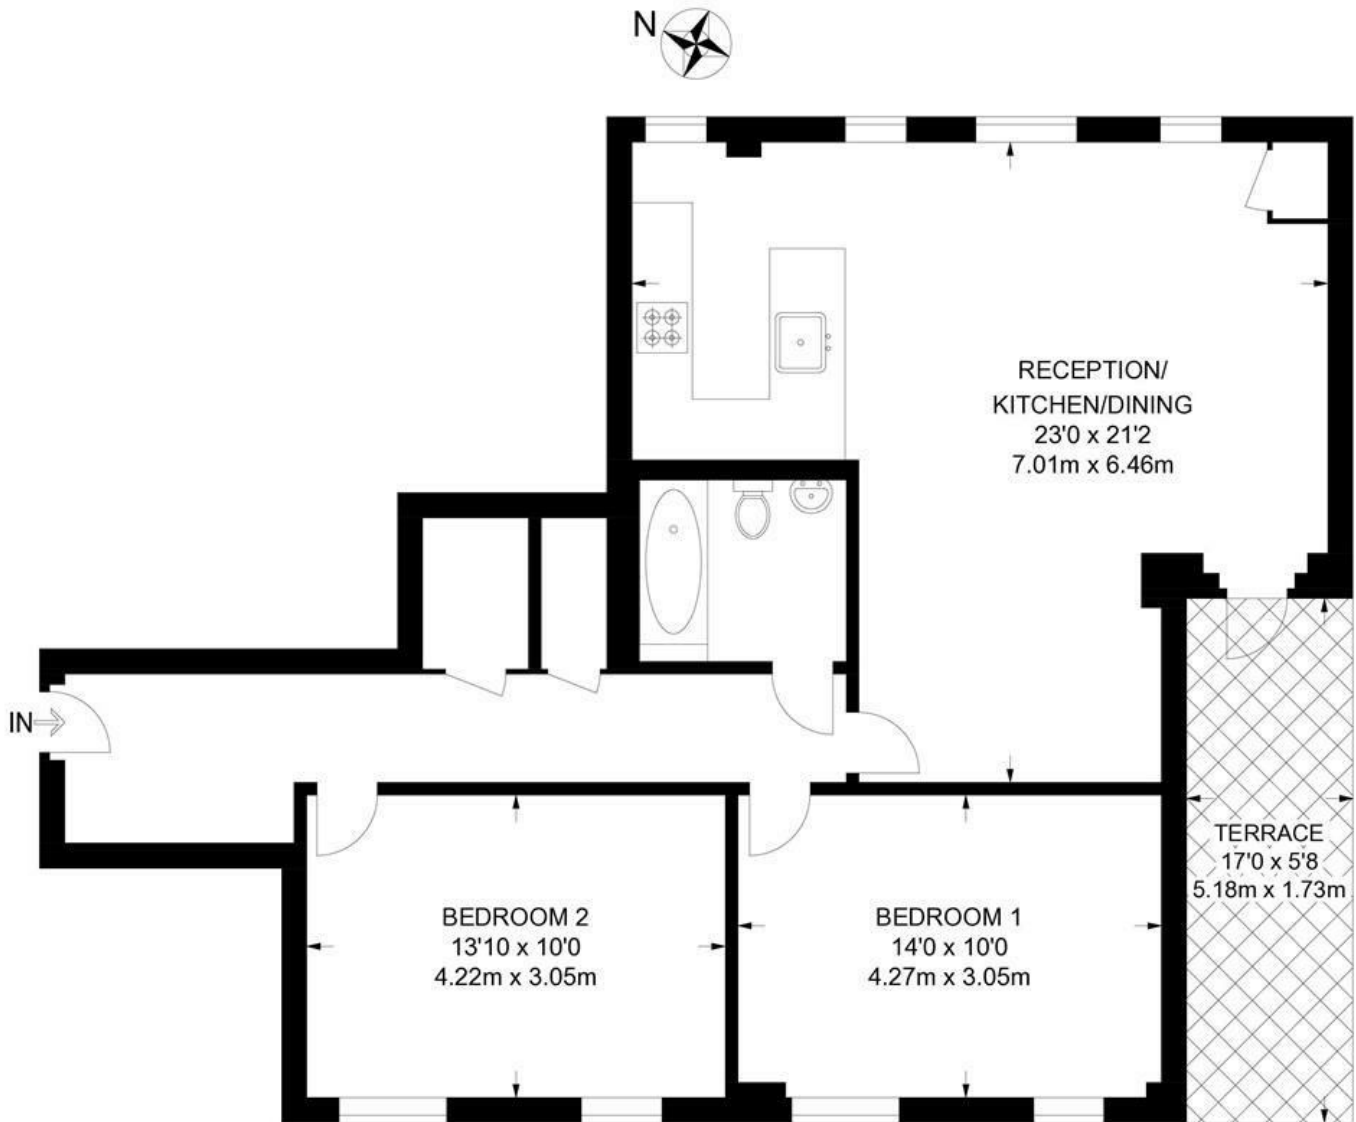 N
RECEPTION/
KITCHEN/DINING
23'0 x 21'2
7.01m x 6.46m
IN
TERRACE
17'0 x 5'8
5.18m x 1.73m
BEDROOM 2
13'10 x 10'0
4.22m x 3.05m
BEDROOM 1
14'0 x 10'0
4.27m x 3.05m